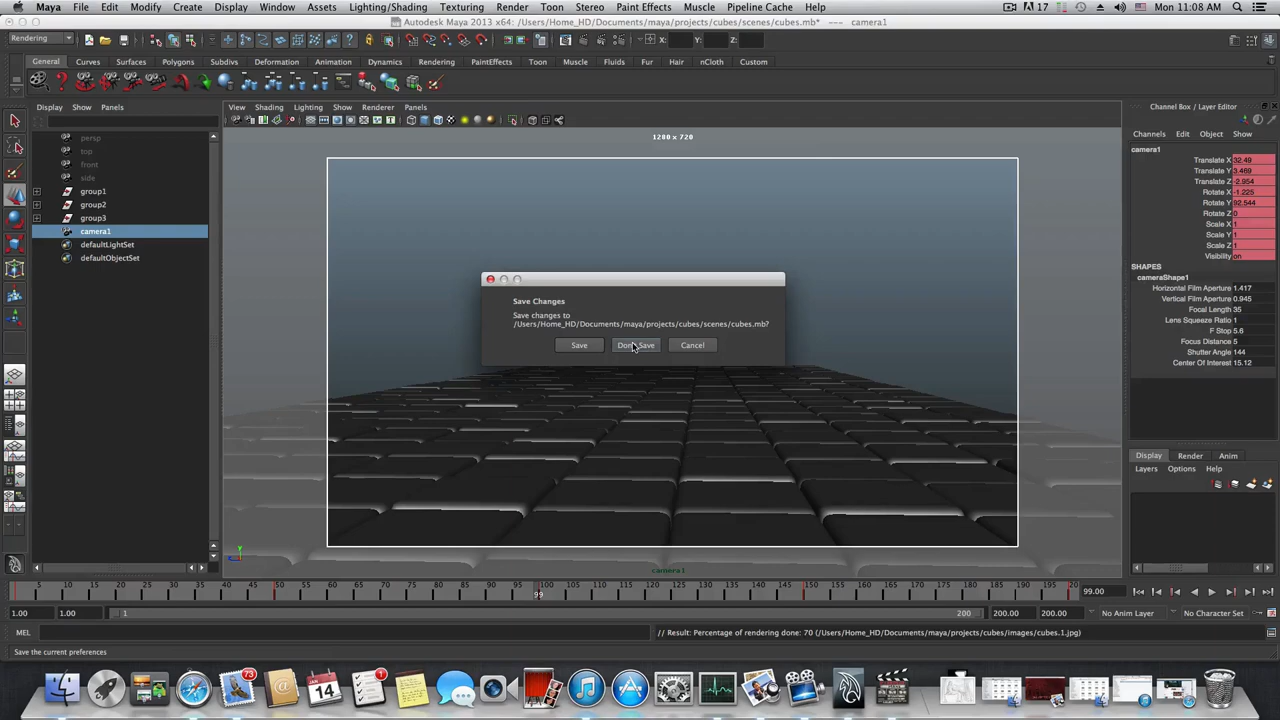 Maya File Edit Modify Create Display Window Assets Lighting/Shading Texturing Render Toon Stereo Paint Effects Muscle Pipeline Cache Help 17 Mon 11:08 AM
Autodesk Maya 2013 x64: /Users/Home_HD/Documents/maya/projects/cubes/scenes/cubes.mb* --- camera1
Rendering X: Y: Z:
General Curves Surfaces Polygons Subdivs Deformation Animation Dynamics Rendering PaintEffects Toon Muscle Fluids Fur Hair nCloth Custom
Display Show Panels
View Shading Lighting Show Renderer Panels
Channel Box / Layer Editor
Channels Edit Object Show
1280 x 720
persp
top
front
side
group1
group2
group3
camera1
defaultLightSet
defaultObjectSet
camera1
Translate X 32.49
Translate Y 3.469
Translate Z -2.954
Rotate X -1.225
Rotate Y 92.544
Rotate Z 0
Scale X 1
Scale Y 1
Scale Z 1
Visibility on
SHAPES
cameraShape1
Horizontal Film Aperture 1.417
Vertical Film Aperture 0.945
Focal Length 35
Lens Squeeze Ratio 1
F Stop 5.6
Focus Distance 5
Shutter Angle 144
Center Of Interest 15.12
Save Changes
Save changes to
/Users/Home_HD/Documents/maya/projects/cubes/scenes/cubes.mb?
Save Save Cancel
Display Render Anim
Layers Options Help
y
camera1
5 10 15 20 25 30 35 40 45 50 55 60 65 70 75 80 85 90 95 100 105 110 115 120 125 130 135 140 145 150 155 160 165 170 175 180 185 190 195 20
99
99.00
1.00 1.00 1 200 200.00 200.00 No Anim Layer No Character Set
MEL // Result: Percentage of rendering done: 70 (/Users/Home_HD/Documents/maya/projects/cubes/images/cubes.1.jpg)
Save the current preferences
73
JAN
14
1